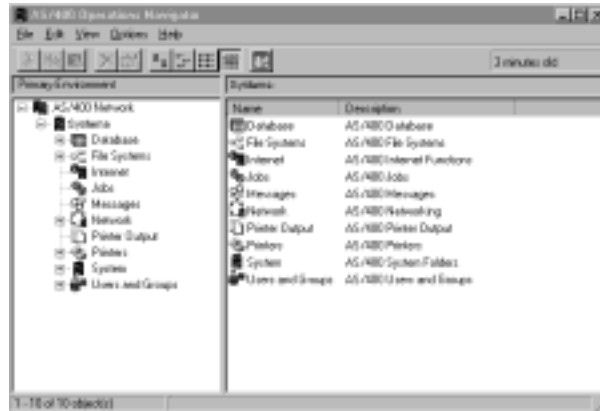 AS/400 Operations Navigator
File Edit View Options Help
3 minutes old
Primary Environment
Systems:
AS/400 Network
Systema
Database
File Systems
Internet
Jobs
Messages
Network
Printer Output
Printers
System
Users and Groups
Name Description
Database AS/400 Database
File Systems AS/400 File Systems
Internet AS/400 Internet Functions
Jobs AS/400 Jobs
Messages AS/400 Messages
Network AS/400 Networking
Printer Output AS/400 Printer Output
Printers AS/400 Printers
System AS/400 System Folders
Users and Groups AS/400 Users and Groups
1 - 10 of 10 object(s)